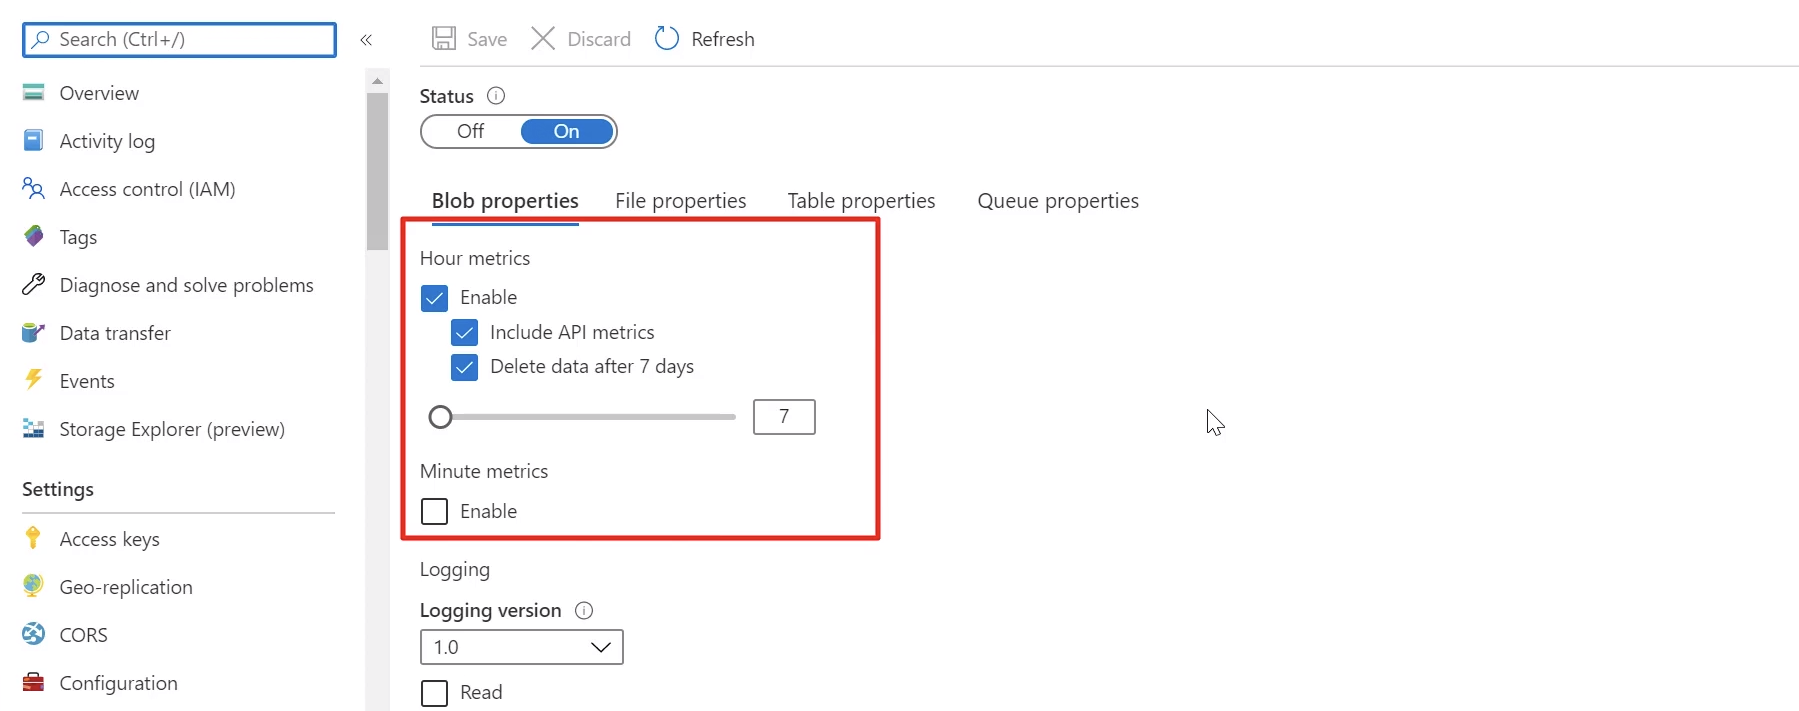 Search (Ctrl+/)
«
Overview
Activity log
Access control (IAM)
Tags
Diagnose and solve problems
Data transfer
Events
Storage Explorer (preview)
Settings
Access keys
Geo-replication
CORS
Configuration
Save Discard Refresh
Status
Off On
Blob properties File properties Table properties Queue properties
Hour metrics
Enable
Include API metrics
Delete data after 7 days
7
Minute metrics
Enable
Logging
Logging version
1.0
Read